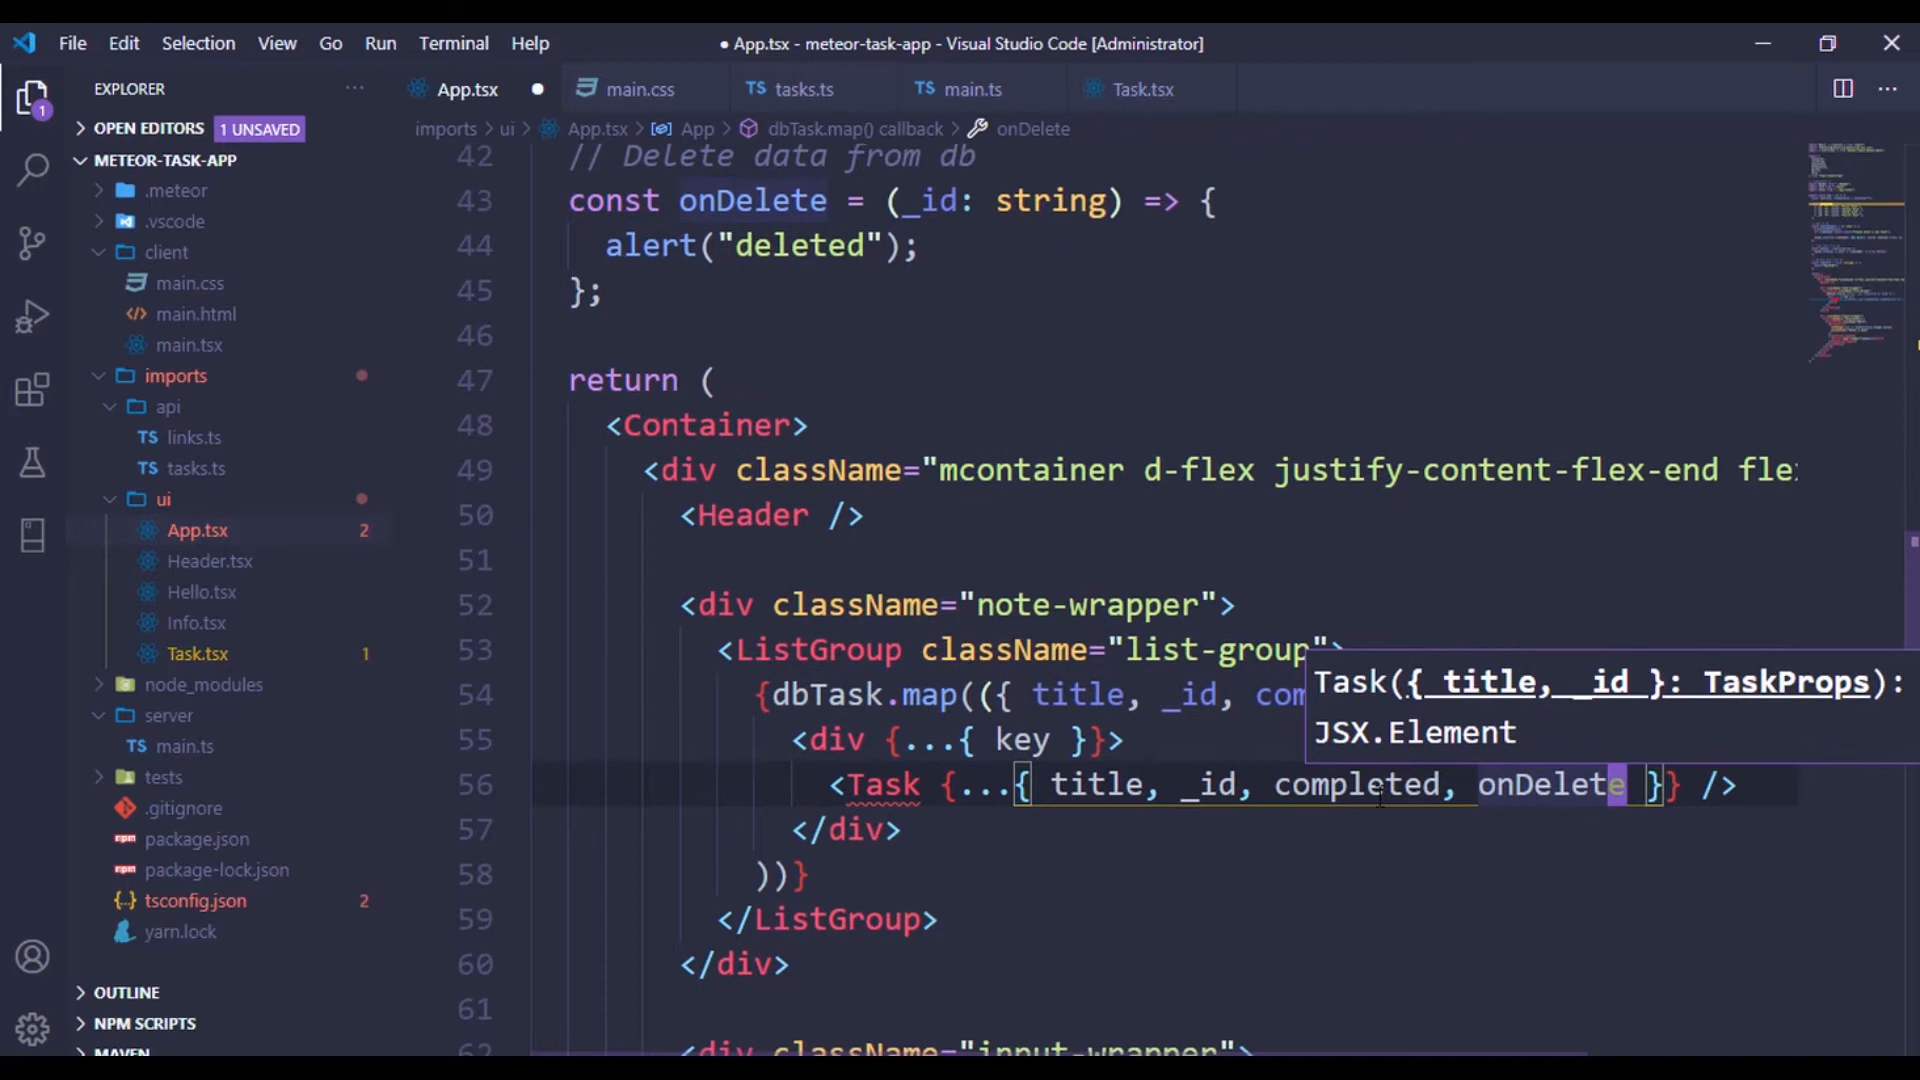 File Edit Selection View Go Run Terminal Help
● App.tsx - meteor-task-app - Visual Studio Code [Administrator]
EXPLORER ···
App.tsx ● main.css TS tasks.ts TS main.ts Task.tsx ···
OPEN EDITORS 1 UNSAVED
imports > ui > App.tsx > App > dbTask.map() callback > onDelete
METEOR-TASK-APP
.meteor
.vscode
client
main.css
main.html
main.tsx
imports
api
TS links.ts
TS tasks.ts
ui
App.tsx 2
Header.tsx
Hello.tsx
Info.tsx
Task.tsx 1
node_modules
server
TS main.ts
tests
.gitignore
package.json
package-lock.json
tsconfig.json 2
yarn.lock
OUTLINE
NPM SCRIPTS
MAVEN
1
42 // Delete data from db
43 const onDelete = (_id: string) => {
44 alert("deleted");
45 };
46
47 return (
48 <Container>
49 <div className="mcontainer d-flex justify-content-flex-end flex
50 <Header />
51
52 <div className="note-wrapper">
53 <ListGroup className="list-group">
54 {dbTask.map(({ title, _id, com
55 <div {...{ key }}>
56 <Task {...{ title, _id, completed, onDelete }} />
57 </div>
58 ))}
59 </ListGroup>
60 </div>
61
62 <div className="input-wrapper">
Task({ title, _id }: TaskProps):
JSX.Element